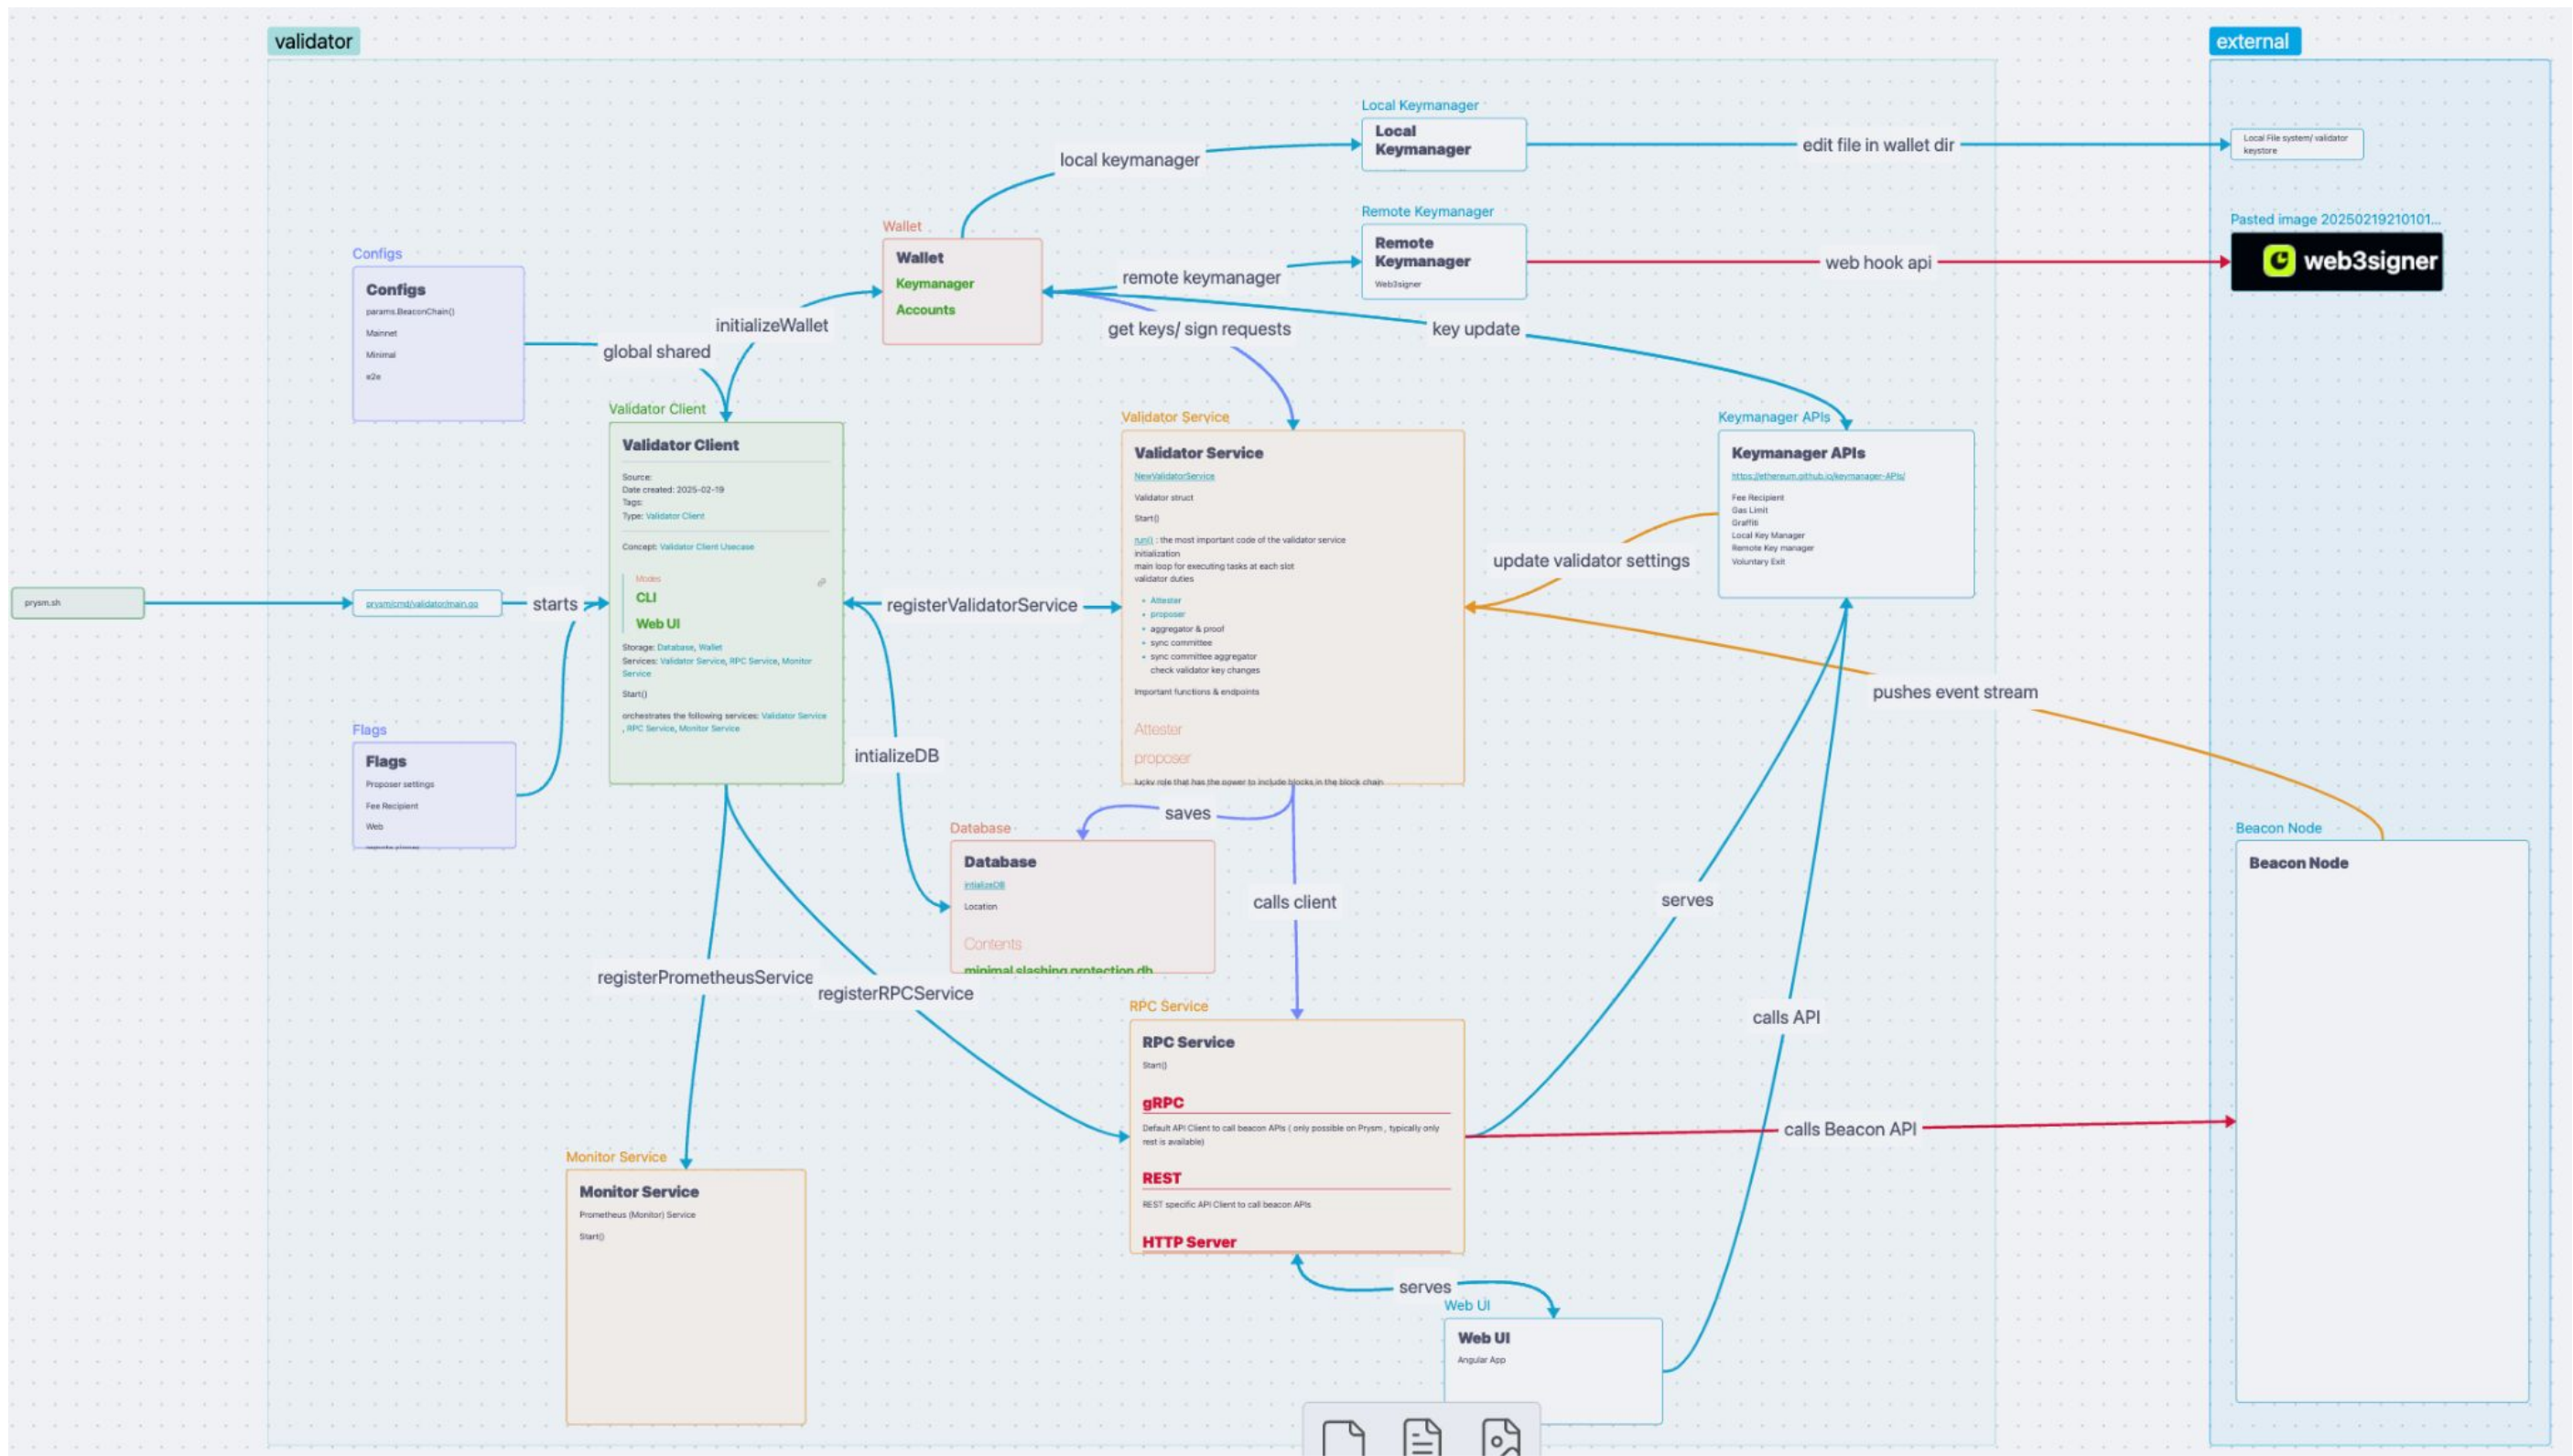 validator
external
Local Keymanager
Local
Keymanager
local keymanager
edit file in wallet dir
Local File system/ validator
keystore
Remote Keymanager
Remote
Keymanager
Web3signer
remote keymanager
web hook api
Pasted image 20250219210101...
web3signer
Wallet
Wallet
Keymanager
Accounts
Configs
Configs
params.BeaconChain()
Mainnet
Minimal
e2e
global shared
initializeWallet
get keys/ sign requests
key update
Validator Client
Validator Client
Source:
Date created: 2025-02-19
Tags:
Type: Validator Client
Concept: Validator Client Usecase
Modes
CLI
Web UI
Storage: Database, Wallet
Services: Validator Service, RPC Service, Monitor
Service
Start()
orchestrates the following services: Validator Service
, RPC Service, Monitor Service
Validator Service
Validator Service
NewValidatorService
Validator struct
Start()
run() : the most important code of the validator service
initialization
main loop for executing tasks at each slot
validator duties
Attester
proposer
aggregator & proof
sync committee
sync committee aggregator
check validator key changes
Important functions & endpoints
Attester
proposer
lucky role that has the power to include blocks in the block chain
Keymanager APIs
Keymanager APIs
https://ethereum.github.io/keymanager-APIs/
Fee Recipient
Gas Limit
Graffiti
Local Key Manager
Remote Key manager
Voluntary Exit
update validator settings
prysm.sh
prysm/cmd/validator/main.go
starts
registerValidatorService
pushes event stream
Flags
Flags
Proposer settings
Fee Recipient
Web
intializeDB
saves
Database
Database
intializeDB
Location
Contents
minimal slashing protection db
calls client
serves
Beacon Node
Beacon Node
registerPrometheusService
registerRPCService
calls API
RPC Service
RPC Service
Start()
gRPC
Default API Client to call beacon APIs ( only possible on Prysm , typically only
rest is available)
REST
REST specific API Client to call beacon APIs
HTTP Server
calls Beacon API
Monitor Service
Monitor Service
Prometheus (Monitor) Service
Start()
serves
Web UI
Web UI
Angular App